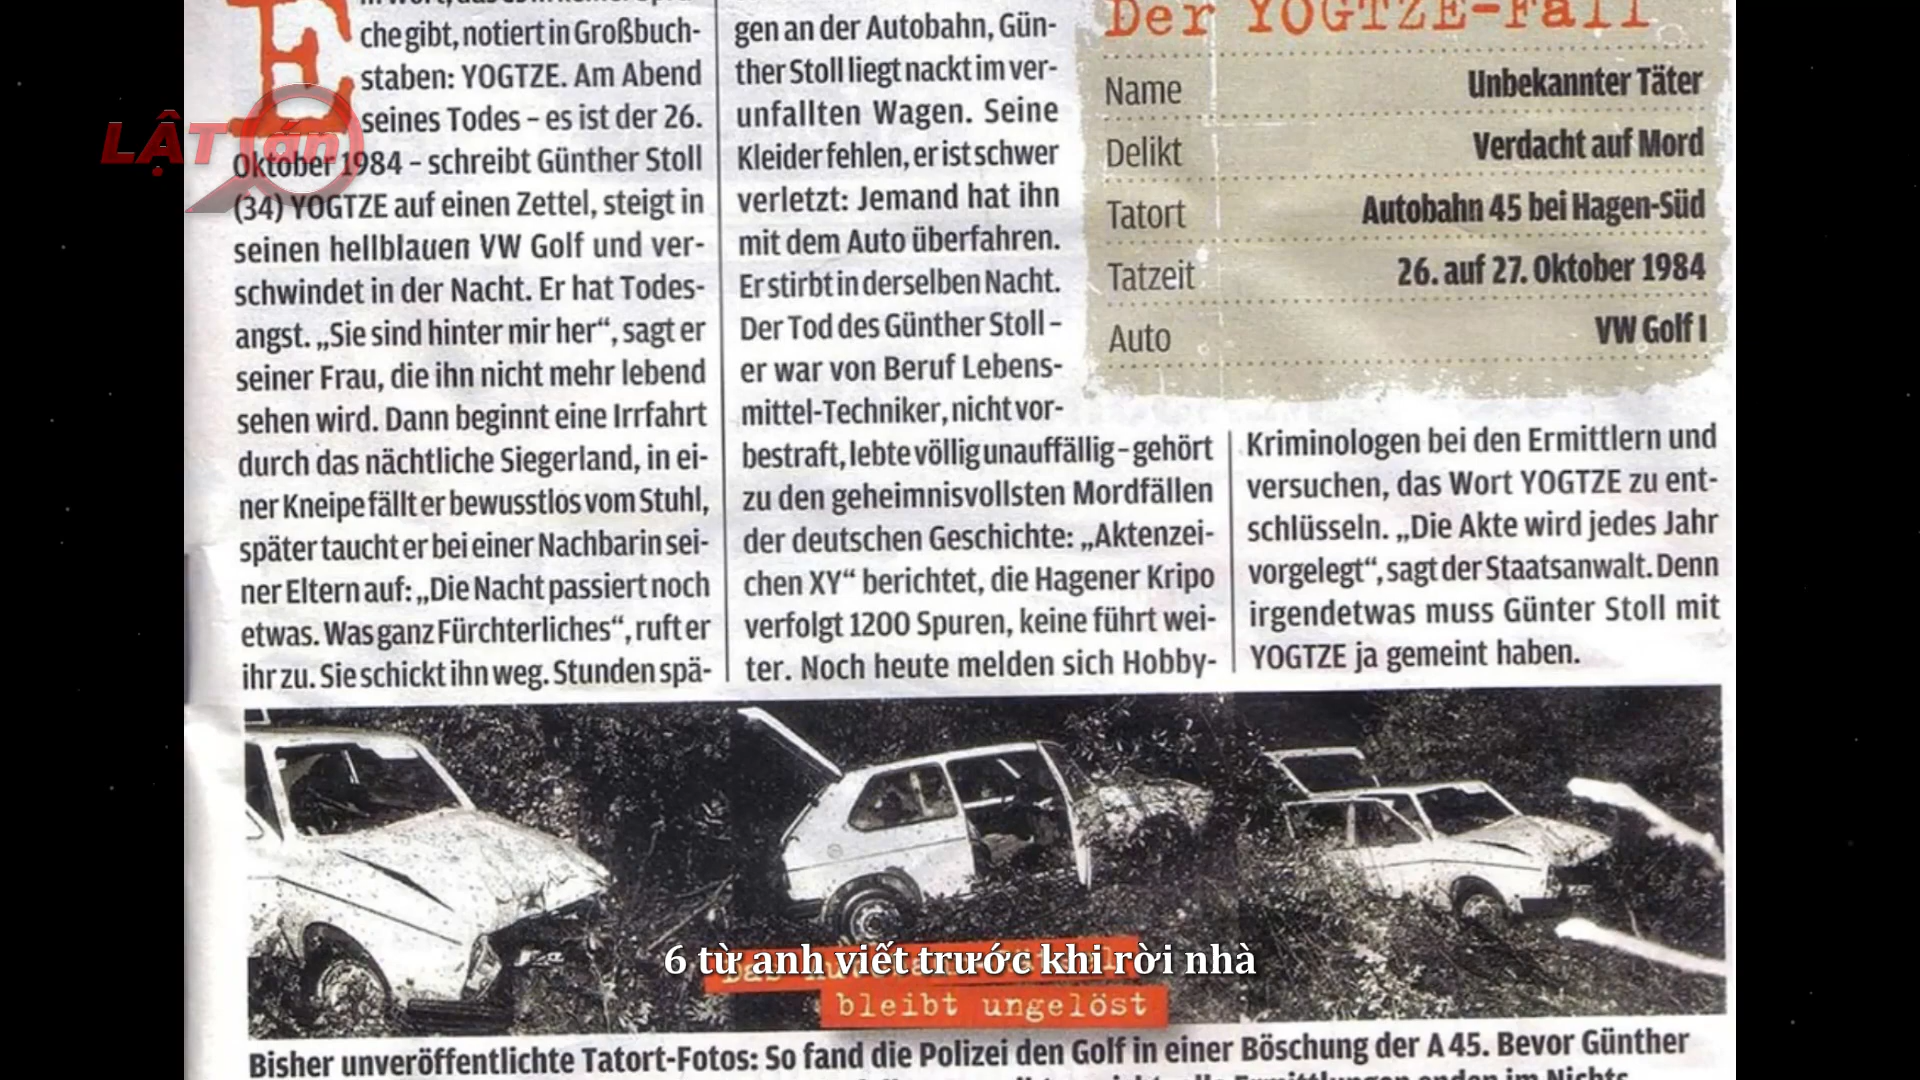 staben: YOGTZE. Am Abend
chegibt, notiert in Großbuch-
E
seines Todes – es ist der 26.
LẬT án
Oktober 1984 – schreibt Günther Stoll
(34) YOGTZE auf einen Zettel, steigt in
seinen hellblauen VW Golf und ver-
schwindet in der Nacht. Er hat Todes-
angst. „Sie sind hinter mir her“, sagt er
seiner Frau, die ihn nicht mehr lebend
sehen wird. Dann beginnt eine Irrfahrt
durch das nächtliche Siegerland, in ei-
ner Kneipe fällt er bewusstlos vom Stuhl,
später taucht er bei einer Nachbarin sei-
ner Eltern auf: „Die Nacht passiert noch
etwas. Was ganz Fürchterliches“, ruft er
ihr zu. Sie schickt ihn weg. Stunden spä-
gen an der Autobahn, Gün-
ther Stoll liegt nackt im ver-
unfallten Wagen. Seine
Kleider fehlen, er ist schwer
verletzt: Jemand hat ihn
mit dem Auto überfahren.
Er stirbt in derselben Nacht.
Der Tod des Günther Stoll –
er war von Beruf Lebens-
mittel-Techniker, nicht vor-
bestraft, lebte völlig unauffällig – gehört
zu den geheimnisvollsten Mordfällen
der deutschen Geschichte: „Aktenzei-
chen XY“ berichtet, die Hagener Kripo
verfolgt 1200 Spuren, keine führt wei-
ter. Noch heute melden sich Hobby-
Der YOGTZE-Fall
Name Unbekannter Täter
Delikt Verdacht auf Mord
Tatort Autobahn 45 bei Hagen-Süd
Tatzeit 26. auf 27. Oktober 1984
Auto VW Golf I
Kriminologen bei den Ermittlern und
versuchen, das Wort YOGTZE zu ent-
schlüsseln. „Die Akte wird jedes Jahr
vorgelegt“, sagt der Staatsanwalt. Denn
irgendetwas muss Günter Stoll mit
YOGTZE ja gemeint haben.
6 từ anh viết trước khi rời nhà
bleibt ungelöst
Bisher unveröffentlichte Tatort-Fotos: So fand die Polizei den Golf in einer Böschung der A 45. Bevor Günther